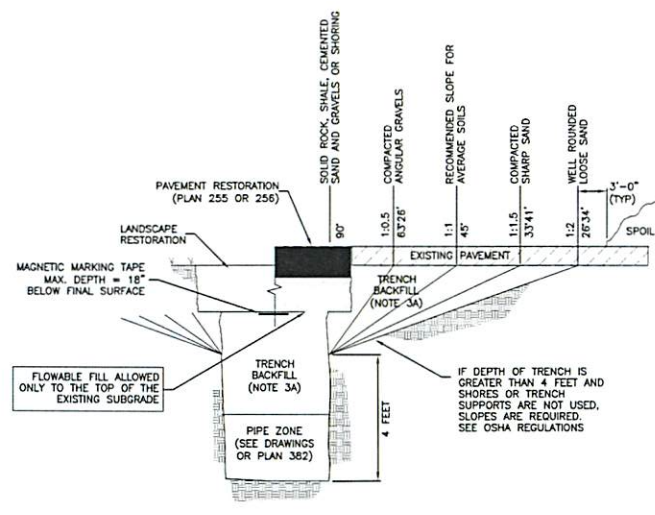 SOLID ROCK, SHALE, CEMENTED
SAND AND GRAVELS OR SHORING
90°
COMPACTED
ANGULAR GRAVELS
1:0.5
63°26'
RECOMMENDED SLOPE FOR
AVERAGE SOILS
1:1
45°
COMPACTED
SHARP SAND
1:1.5
33°41'
WELL ROUNDED
LOOSE SAND
1:2
26°34'
3'-0"
(TYP)
SPOIL
PAVEMENT RESTORATION
(PLAN 255 OR 256)
LANDSCAPE
RESTORATION
EXISTING PAVEMENT
MAGNETIC MARKING TAPE
MAX. DEPTH = 18"
BELOW FINAL SURFACE
TRENCH
BACKFILL
(NOTE 3A)
FLOWABLE FILL ALLOWED
ONLY TO THE TOP OF THE
EXISTING SUBGRADE
TRENCH
BACKFILL
(NOTE 3A)
PIPE ZONE
(SEE DRAWINGS
OR PLAN 382)
4 FEET
IF DEPTH OF TRENCH IS
GREATER THAN 4 FEET AND
SHORES OR TRENCH
SUPPORTS ARE NOT USED,
SLOPES ARE REQUIRED.
SEE OSHA REGULATIONS